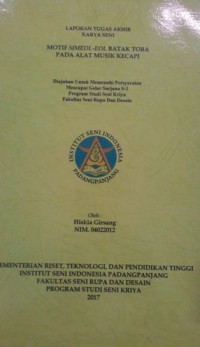 LAPORAN TUGAS AKHIR
KARYA SENI
MOTIF SIMEOL-EOL BATAK TOBA
PADA ALAT MUSIK KECAPI
Diajukan Untuk Memenuhi Persyaratan
Mencapai Gelar Sarjana S-1
Program Studi Seni Kriya
Fakultas Seni Rupa Dan Desain
INSTITUT SENI INDONESIA
PADANGPANJANG
Oleh :
Hiskia Girsang
NIM. 04022012
EMENTERIAN RISET, TEKNOLOGI, DAN PENDIDIKAN TINGGI
INSTITUT SENI INDONESIA PADANGPANJANG
FAKULTAS SENI RUPA DAN DESAIN
PROGRAM STUDI SENI KRIYA
2017